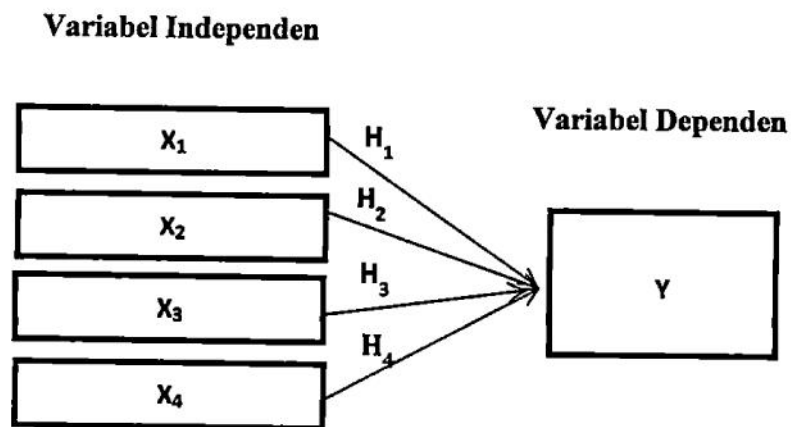 Variabel Independen
Variabel Dependen
X₁
H₁
X₂
H₂
X₃
H₃
X₄
H₄
Y